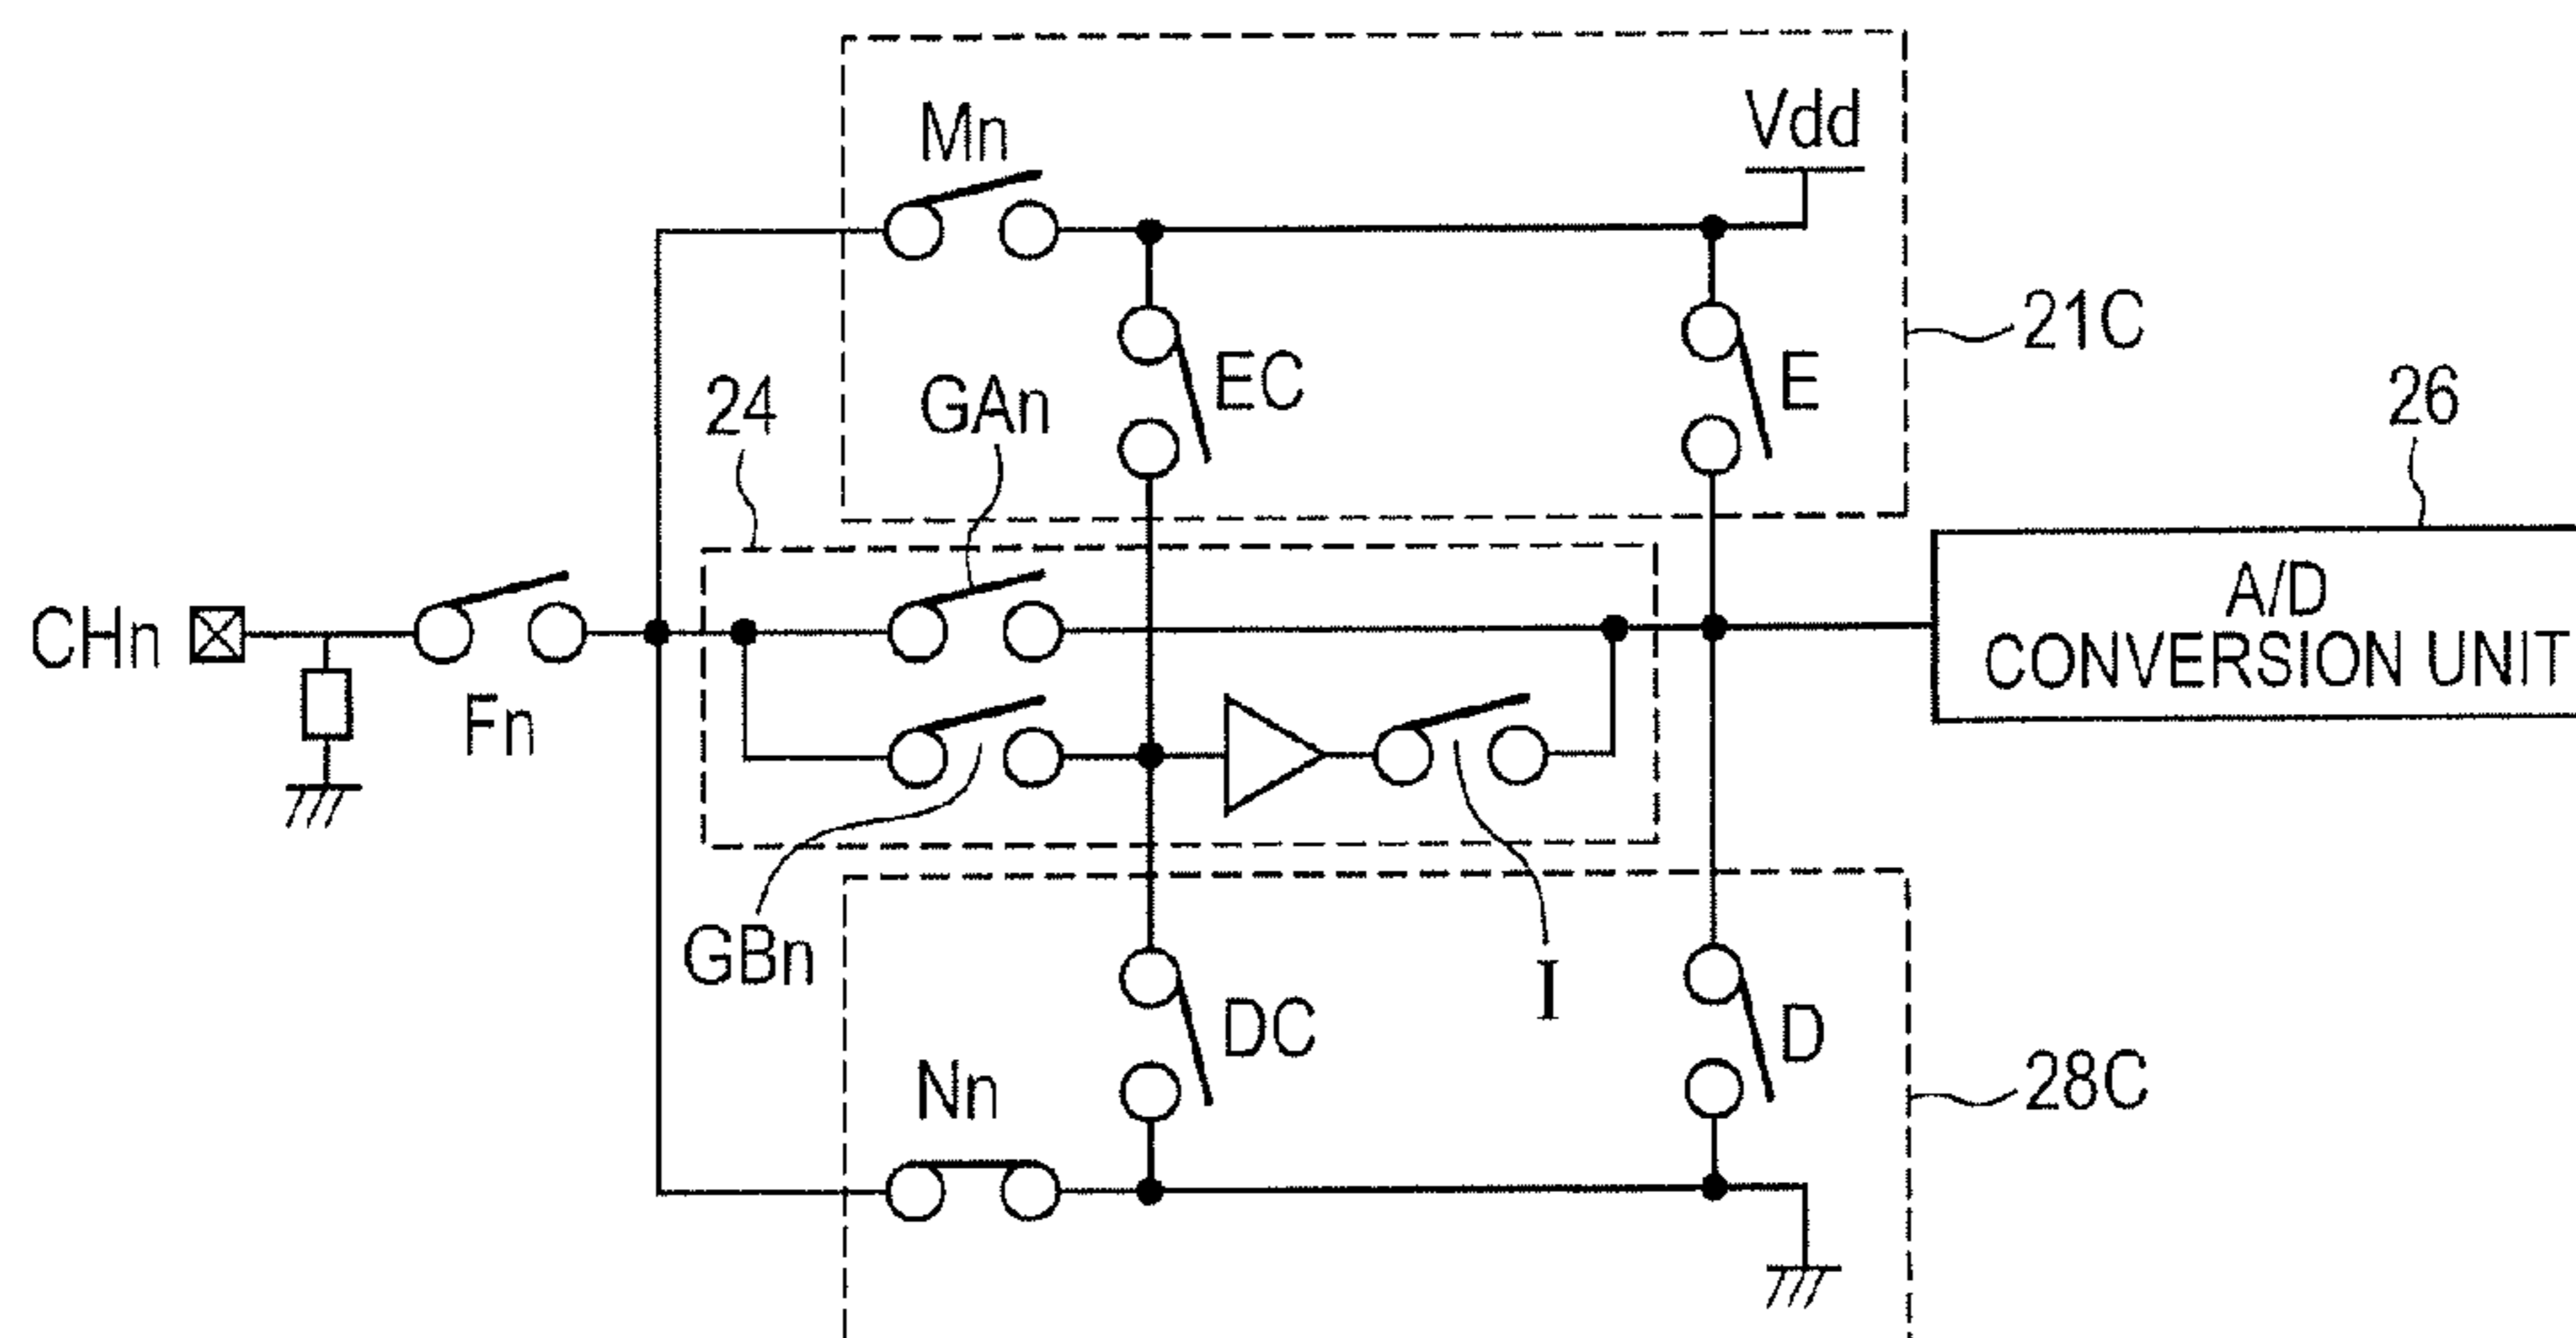 Mn
Vdd
EC
E
21C
24
GAn
26
CHn
Fn
A/D
CONVERSION UNIT
GBn
I
DC
D
Nn
28C